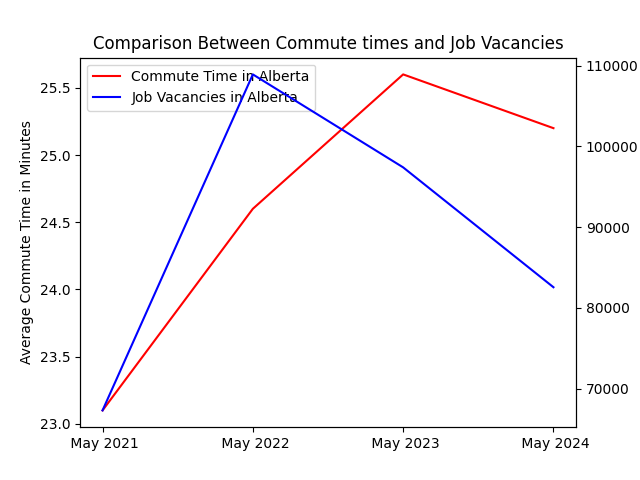 Comparison Between Commute times and Job Vacancies
Commute Time in Alberta
Job Vacancies in Alberta
Average Commute Time in Minutes
25.5
25.0
24.5
24.0
23.5
23.0
110000
100000
90000
80000
70000
May 2021
May 2022
May 2023
May 2024